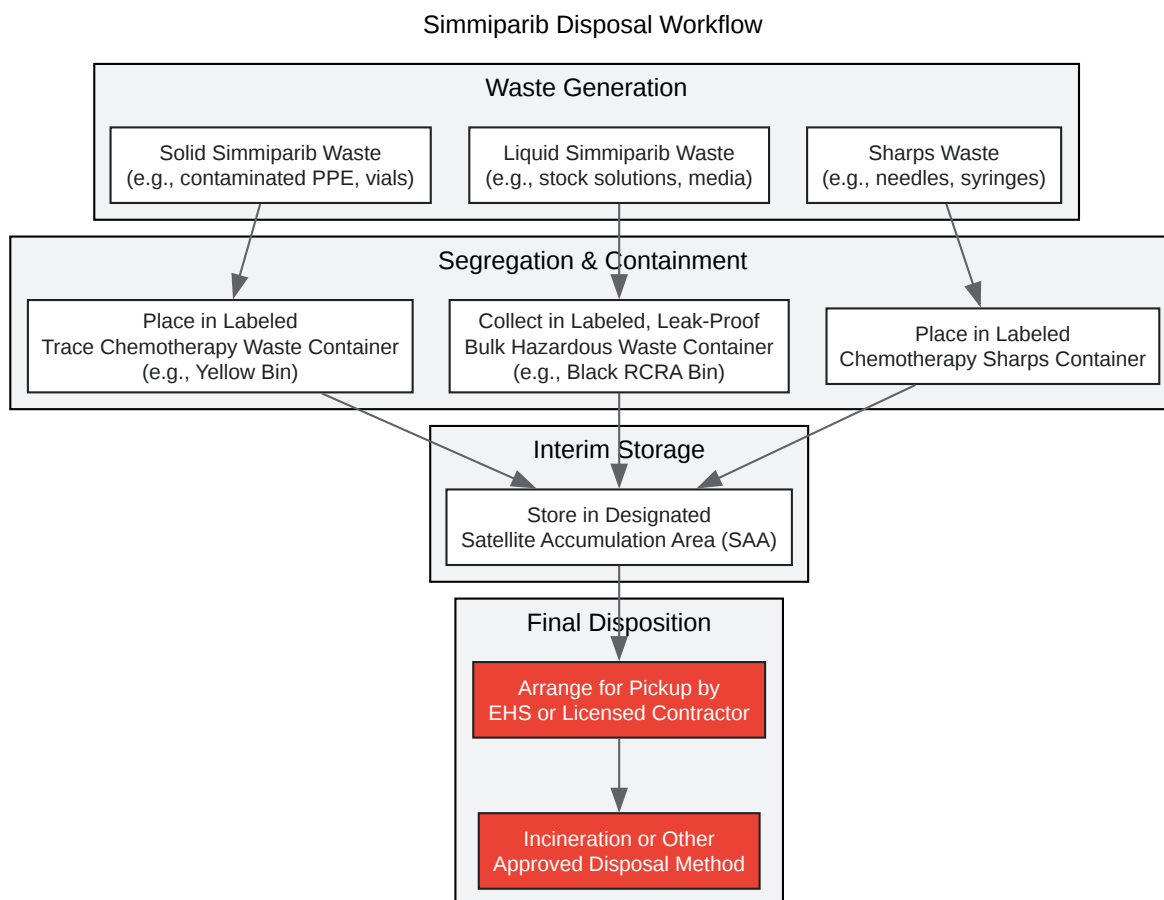 Simmiparib Disposal Workflow
Waste Generation
Solid Simmiparib Waste
(e.g., contaminated PPE, vials)
Liquid Simmiparib Waste
(e.g., stock solutions, media)
Sharps Waste
(e.g., needles, syringes)
Segregation & Containment
Place in Labeled
Trace Chemotherapy Waste Container
(e.g., Yellow Bin)
Collect in Labeled, Leak-Proof
Bulk Hazardous Waste Container
(e.g., Black RCRA Bin)
Place in Labeled
Chemotherapy Sharps Container
Interim Storage
Store in Designated
Satellite Accumulation Area (SAA)
Final Disposition
Arrange for Pickup by
EHS or Licensed Contractor
Incineration or Other
Approved Disposal Method